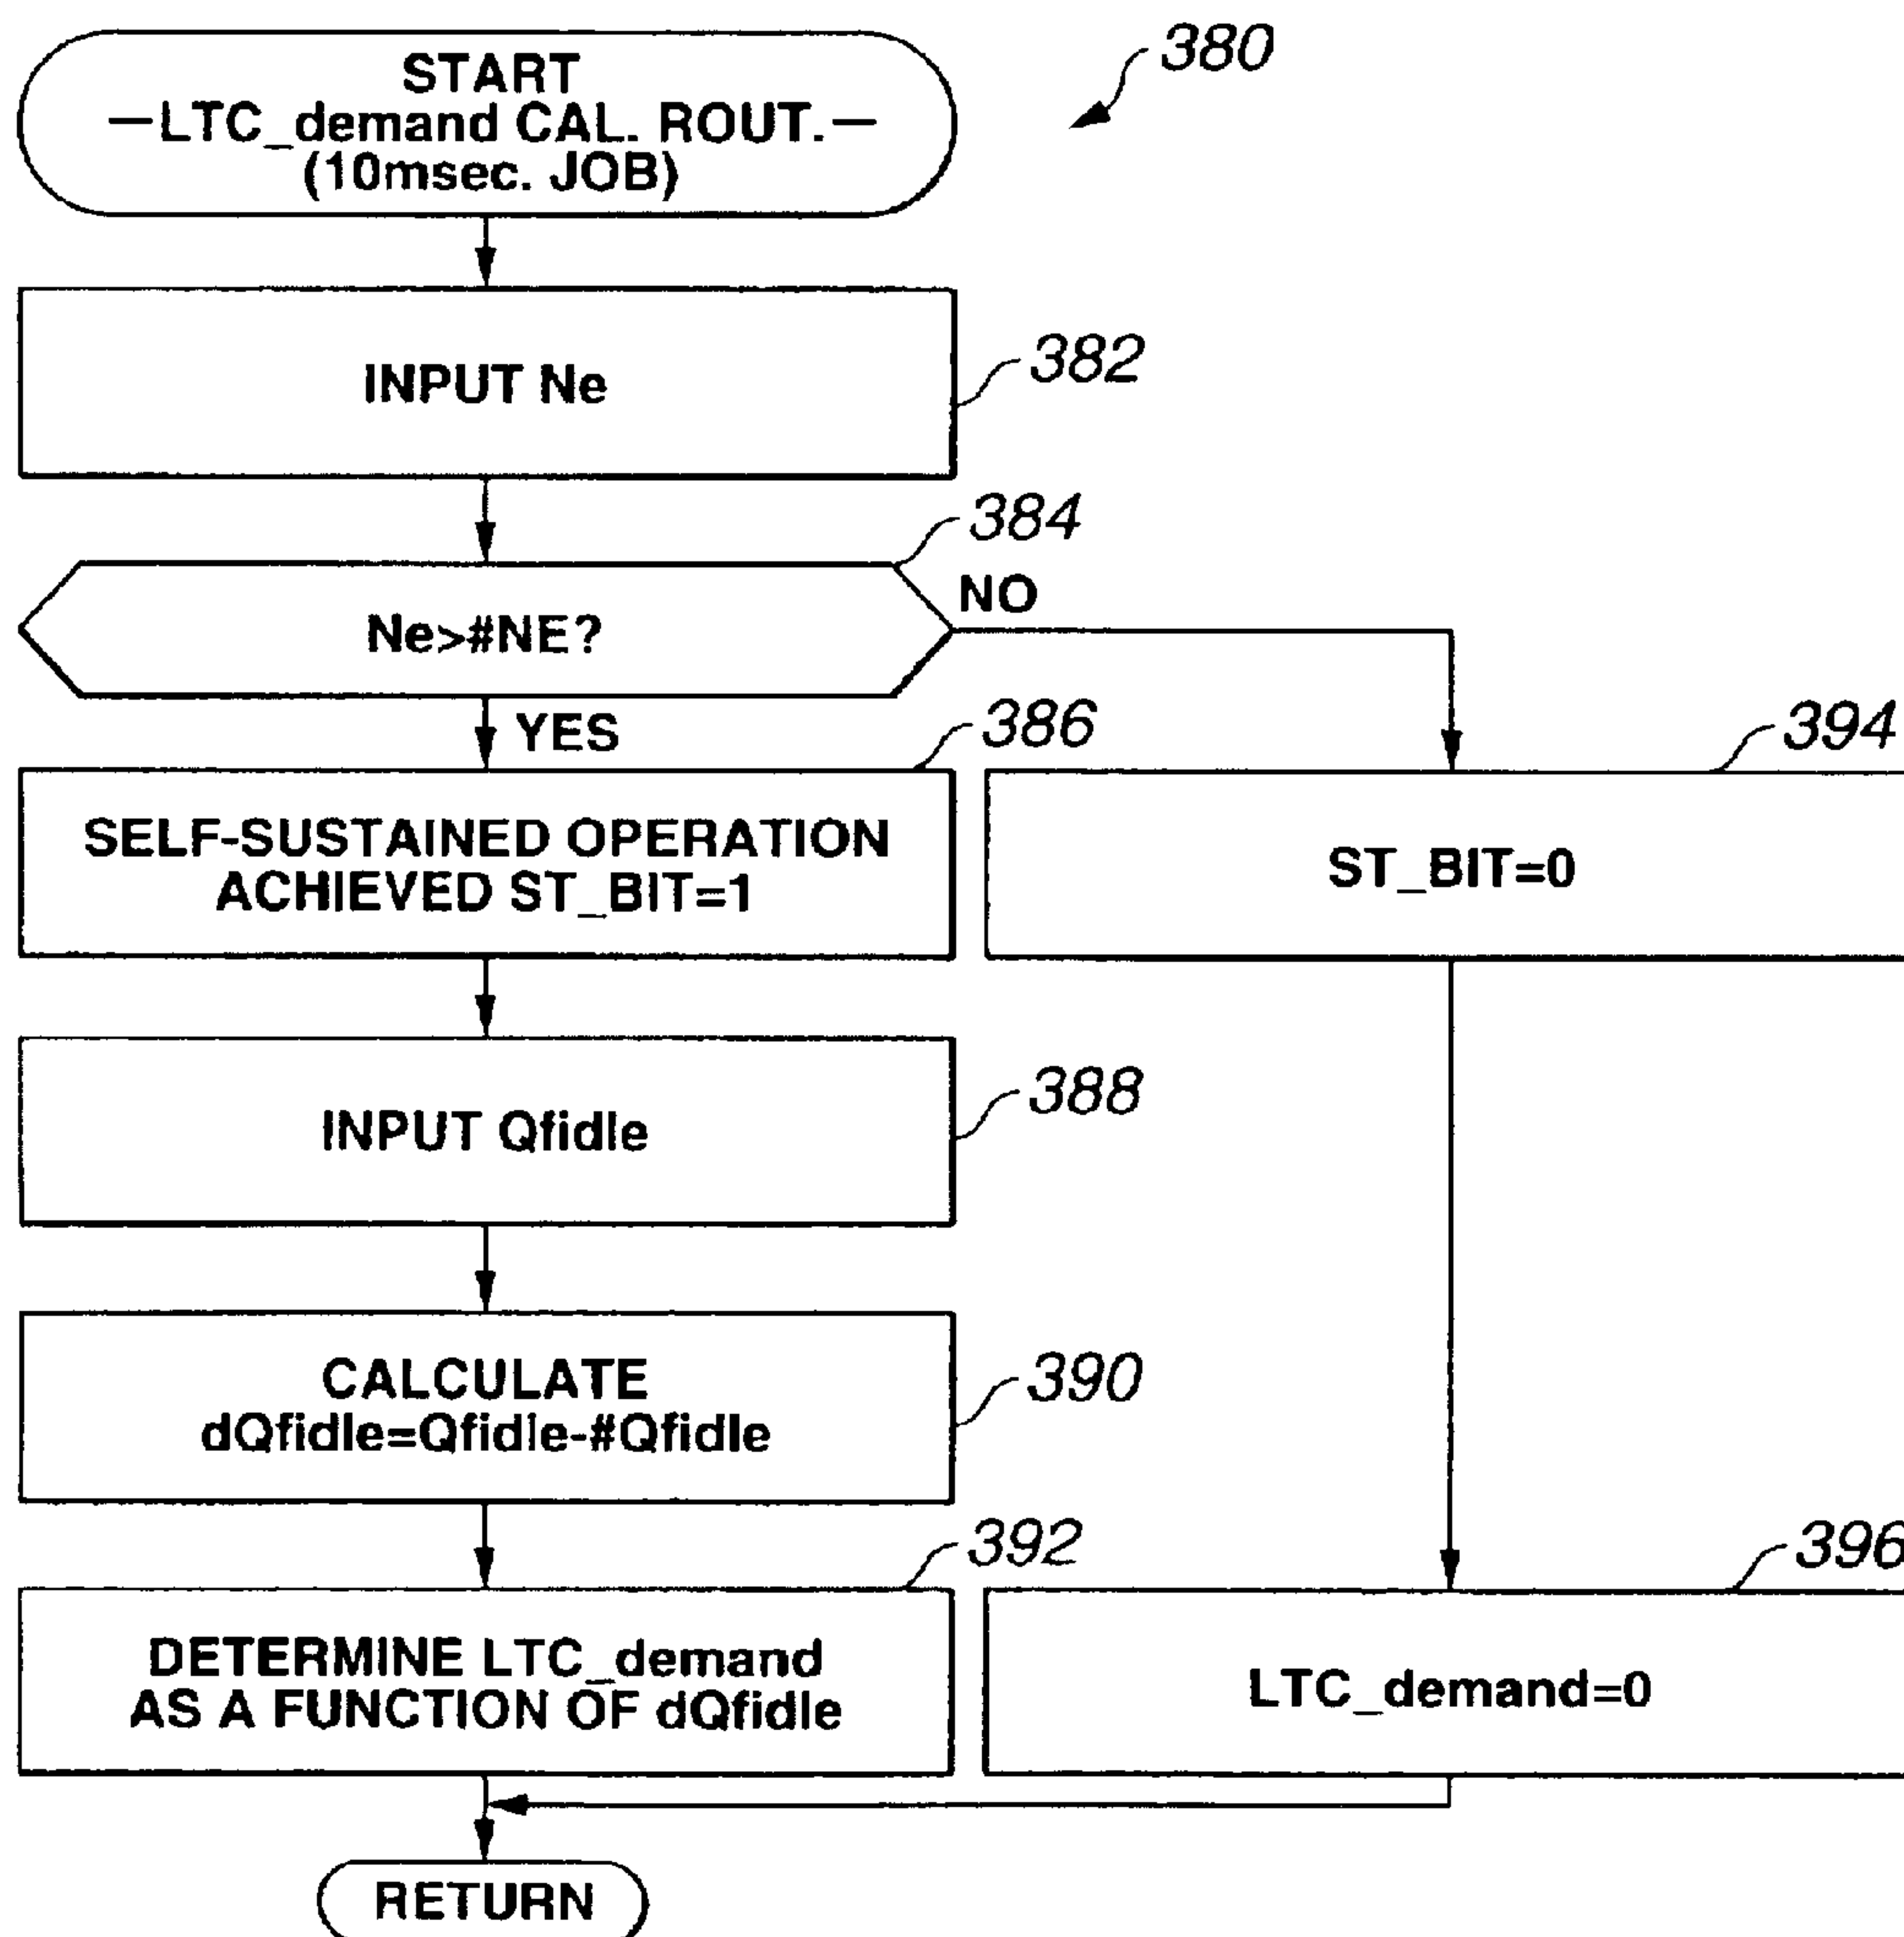 START
—LTC_demand CAL. ROUT.—
(10msec. JOB)
380
INPUT Ne
382
384
Ne>#NE?
NO
YES
386
SELF-SUSTAINED OPERATION
ACHIEVED ST_BIT=1
394
ST_BIT=0
INPUT Qfidle
388
CALCULATE
dQfidle=Qfidle-#Qfidle
390
392
DETERMINE LTC_demand
AS A FUNCTION OF dQfidle
396
LTC_demand=0
RETURN